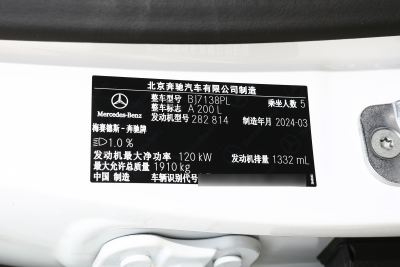 北京奔驰汽车有限公司制造
整车型号 BJ7138PL 乘坐人数 5
整车标志 A 200 L
发动机型号 282 814 制造年月 2024-03
Mercedes-Benz
梅赛德斯-奔驰牌
1.0 %
发动机最大净功率 120 kW 发动机排量 1332 mL
最大允许总质量 1910 kg
中国 制造 车辆识别代号